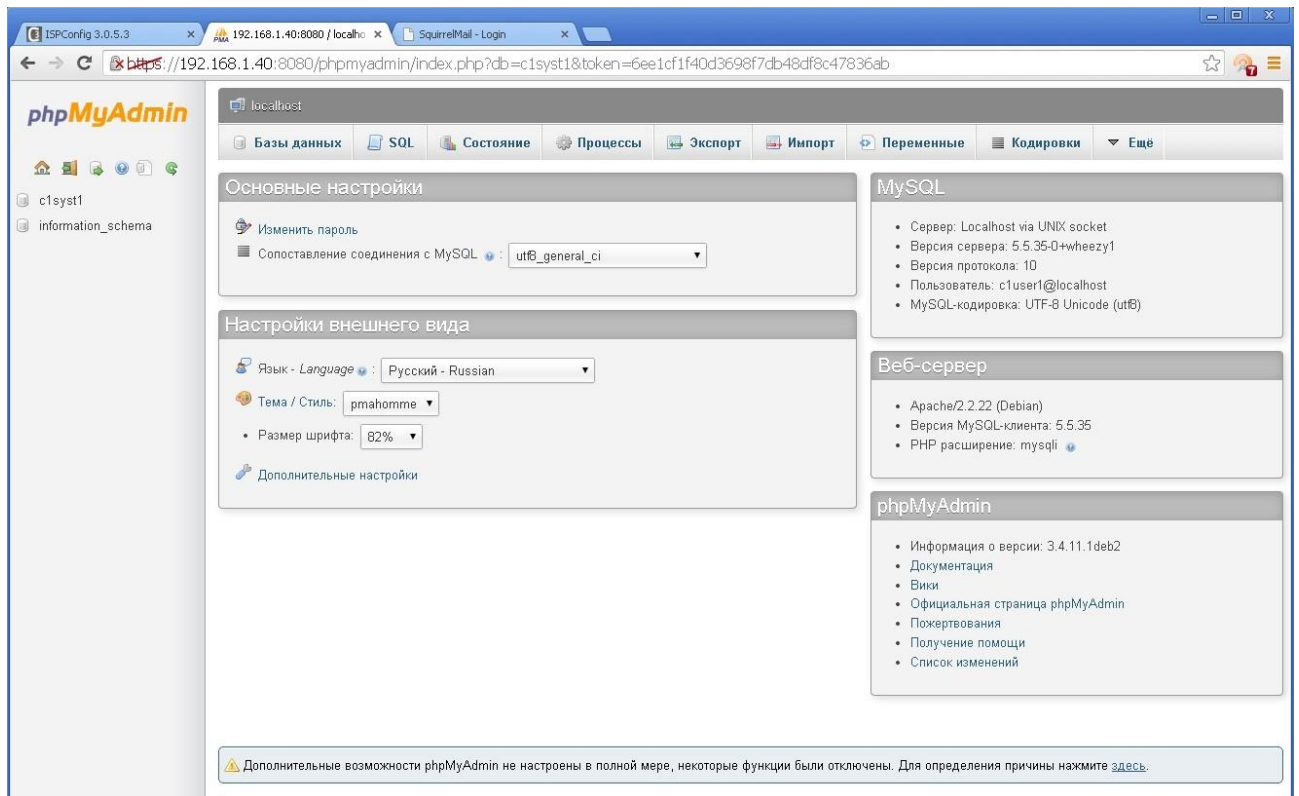 ISPConfig 3.0.5.3
192.168.1.40:8080 / localho
SquirrelMail - Login
https://192.168.1.40:8080/phpmyadmin/index.php?db=c1syst1&token=6ee1cf1f40d3698f7db48df8c47836ab
7
phpMyAdmin
c1syst1
information_schema
localhost
Базы данных SQL Состояние Процессы Экспорт Импорт Переменные Кодировки Ещё
Основные настройки
Изменить пароль
Сопоставление соединения с MySQL : utf8_general_ci
Настройки внешнего вида
Язык - Language : Русский - Russian
Тема / Стиль: pmahomme
Размер шрифта: 82%
Дополнительные настройки
MySQL
Сервер: Localhost via UNIX socket
Версия сервера: 5.5.35-0+wheezy1
Версия протокола: 10
Пользователь: c1user1@localhost
MySQL-кодировка: UTF-8 Unicode (utf8)
Веб-сервер
Apache/2.2.22 (Debian)
Версия MySQL-клиента: 5.5.35
PHP расширение: mysqli
phpMyAdmin
Информация о версии: 3.4.11.1deb2
Документация
Вики
Официальная страница phpMyAdmin
Пожертвования
Получение помощи
Список изменений
Дополнительные возможности phpMyAdmin не настроены в полной мере, некоторые функции были отключены. Для определения причины нажмите здесь.